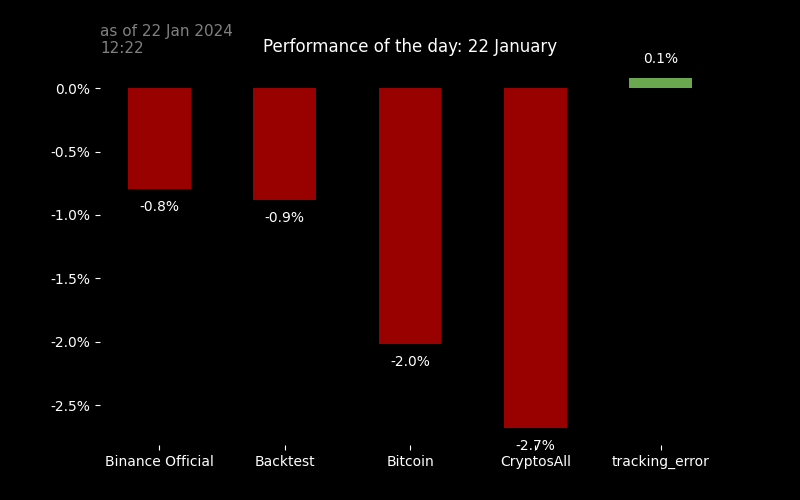 as of 22 Jan 2024
12:22
Performance of the day: 22 January
0.1%
0.0%
-0.5%
-1.0%
-1.5%
-2.0%
-2.5%
-0.8%
-0.9%
-2.0%
-2.7%
Binance Official
Backtest
Bitcoin
CryptosAll
tracking_error